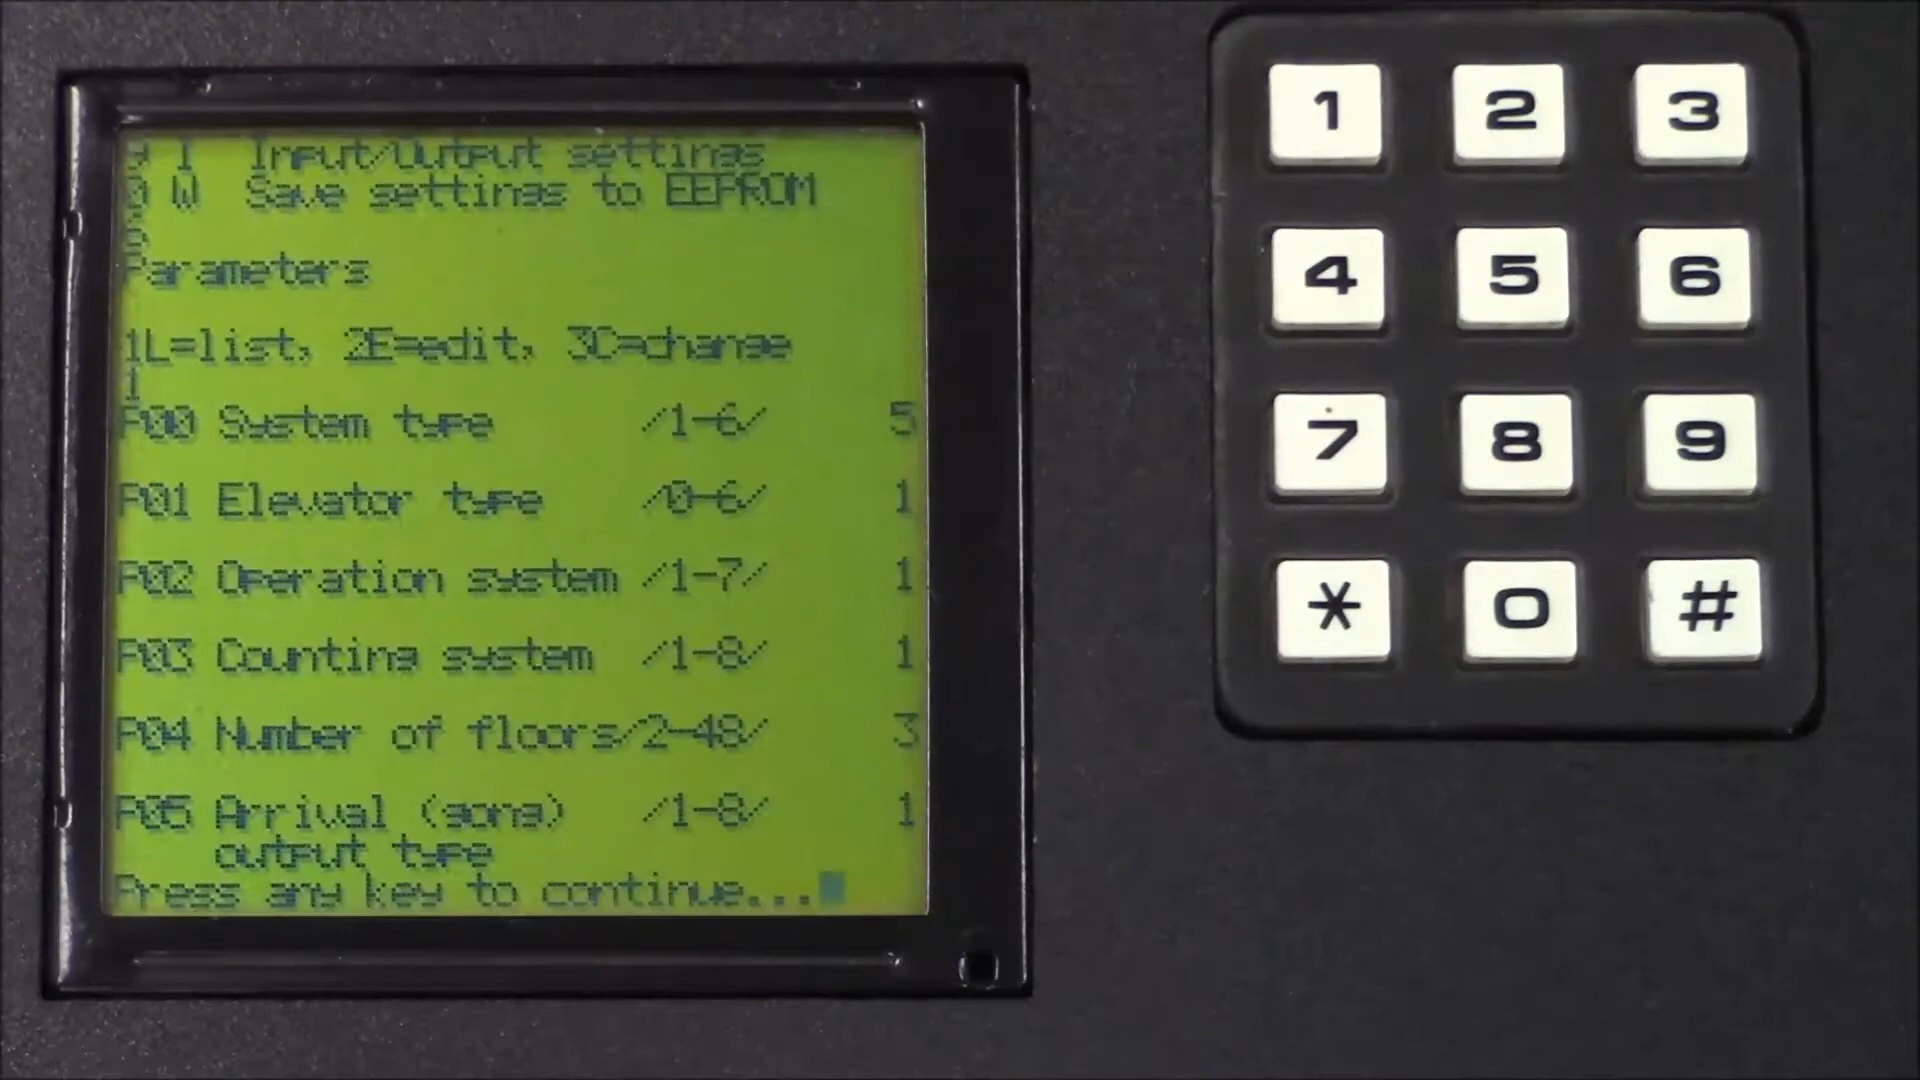 9 I Input/Output settings
0 W Save settings to EEPROM
Parameters
1L=list, 2E=edit, 3C=change
1
P00 System type /1-6/ 5
P01 Elevator type /0-6/ 1
P02 Operation system /1-7/ 1
P03 Counting system /1-8/ 1
P04 Number of floors/2-48/ 3
P05 Arrival (gong) /1-8/ 1
output type
Press any key to continue...
1 2 3
4 5 6
7 8 9
* 0 #